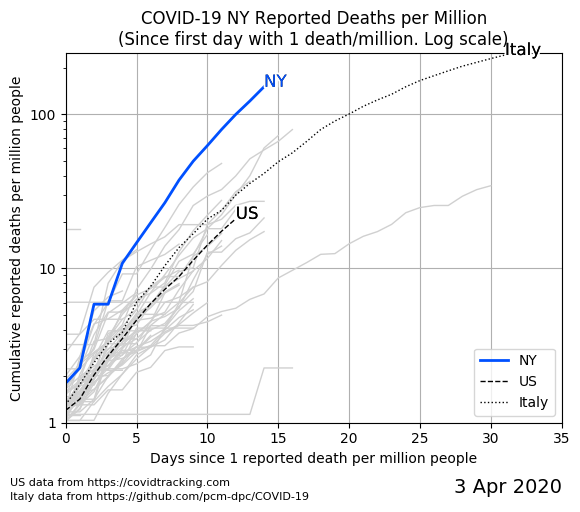 COVID-19 NY Reported Deaths per Million
(Since first day with 1 death/million. Log scale)
Italy
NY
US
100
10
1
Cumulative reported deaths per million people
NY
US
Italy
0 5 10 15 20 25 30 35
Days since 1 reported death per million people
US data from https://covidtracking.com
Italy data from https://github.com/pcm-dpc/COVID-19
3 Apr 2020